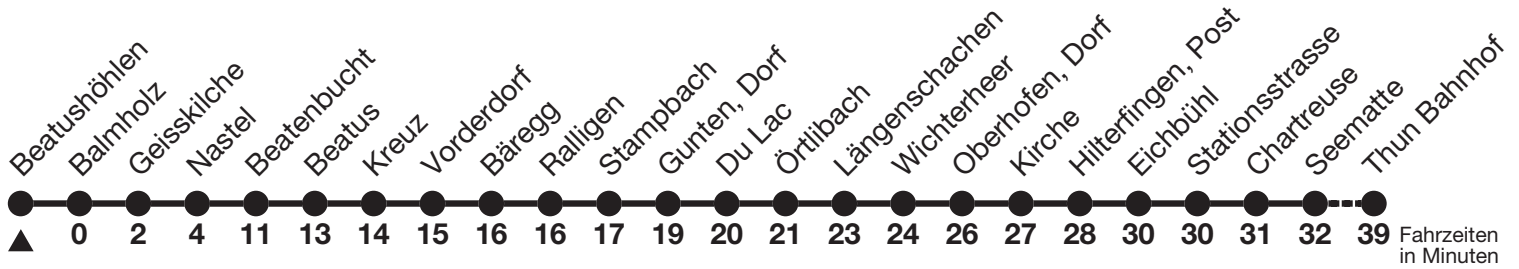 Beatushöhlen
Balmholz
Geisskilche
Nastel
Beatenbucht
Beatus
Kreuz
Vorderdorf
Bäregg
Ralligen
Stampbach
Gunten, Dorf
Du Lac
Örtlibach
Längenschachen
Wichterheer
Oberhofen, Dorf
Kirche
Hilterfingen, Post
Eichbühl
Stationsstrasse
Chartreuse
Seematte
Thun Bahnhof
0 2 4 11 13 14 15 16 16 17 19 20 21 23 24 26 27 28 30 30 31 32 39 Fahrzeiten
in Minuten